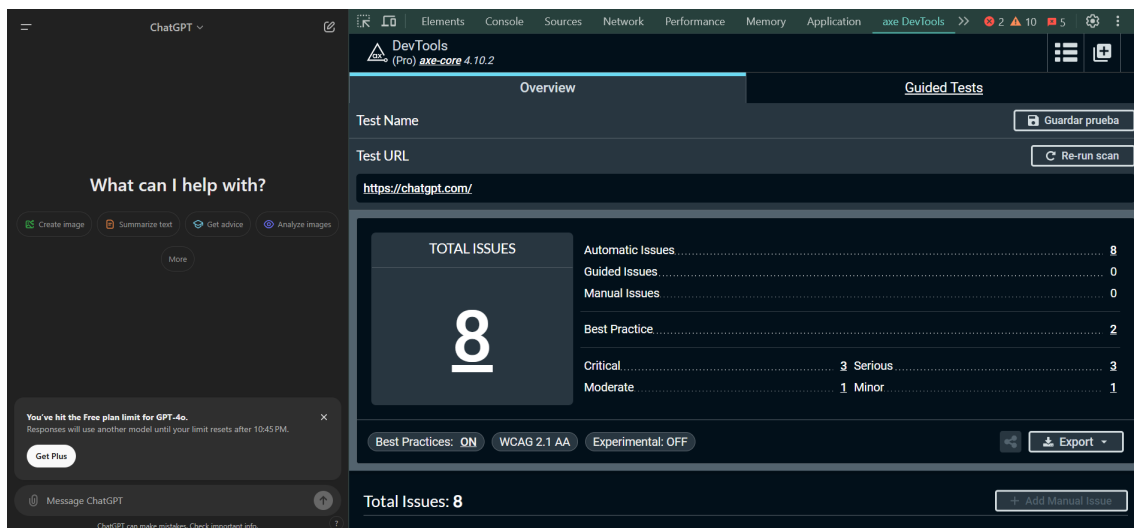 ChatGPT
What can I help with?
Create image
Summarize text
Get advice
Analyze images
More
You've hit the Free plan limit for GPT-4o.
Responses will use another model until your limit resets after 10:45 PM.
Get Plus
Message ChatGPT
ChatGPT can make mistakes. Check important info.
?
Elements Console Sources Network Performance Memory Application axe DevTools 2 10 5
DevTools
(Pro) axe-core 4.10.2
Overview
Guided Tests
Test Name
Guardar prueba
Test URL
Re-run scan
https://chatgpt.com/
TOTAL ISSUES
8
Automatic Issues 8
Guided Issues 0
Manual Issues 0
Best Practice 2
Critical 3 Serious 3
Moderate 1 Minor 1
Best Practices: ON
WCAG 2.1 AA
Experimental: OFF
Export
Total Issues: 8
+ Add Manual Issue